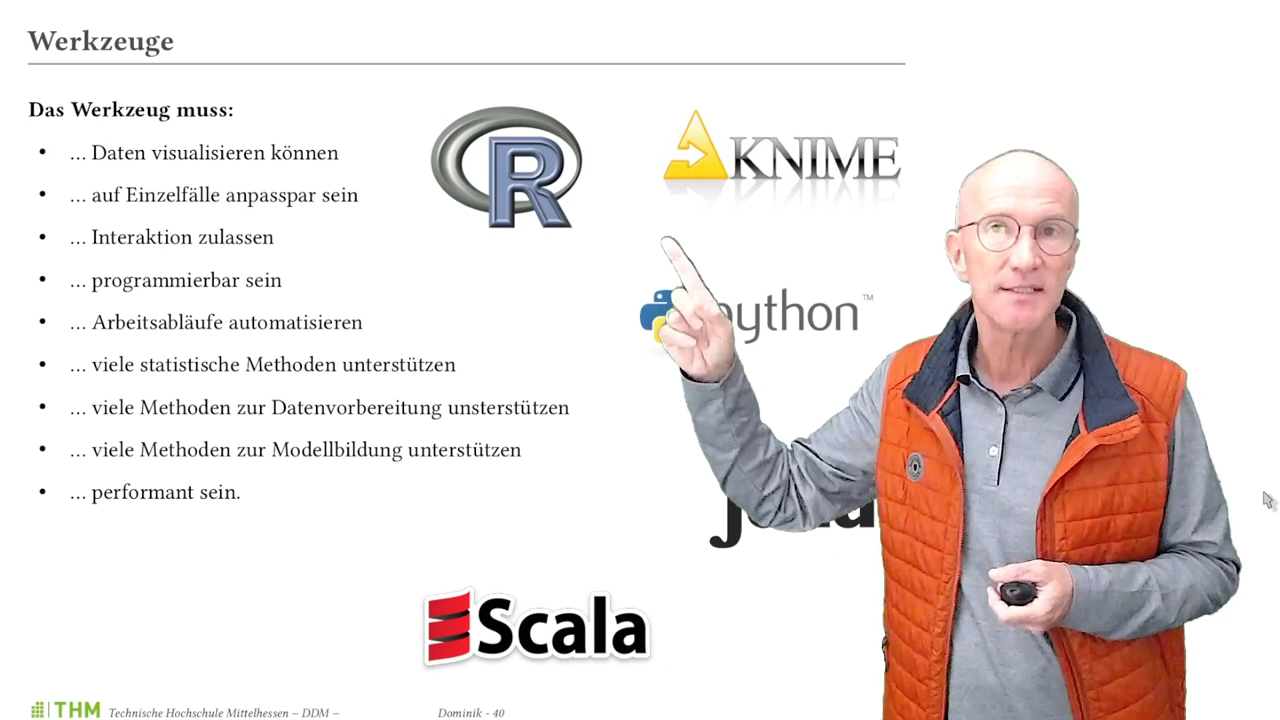 Werkzeuge
Das Werkzeug muss:
• ... Daten visualisieren können
• ... auf Einzelfälle anpasspar sein
• ... Interaktion zulassen
• ... programmierbar sein
• ... Arbeitsabläufe automatisieren
• ... viele statistische Methoden unterstützen
• ... viele Methoden zur Datenvorbereitung unsterstützen
• ... viele Methoden zur Modellbildung unterstützen
• ... performant sein.
R
KNIME
python™
Scala
THM Technische Hochschule Mittelhessen – DDM –
Dominik - 40